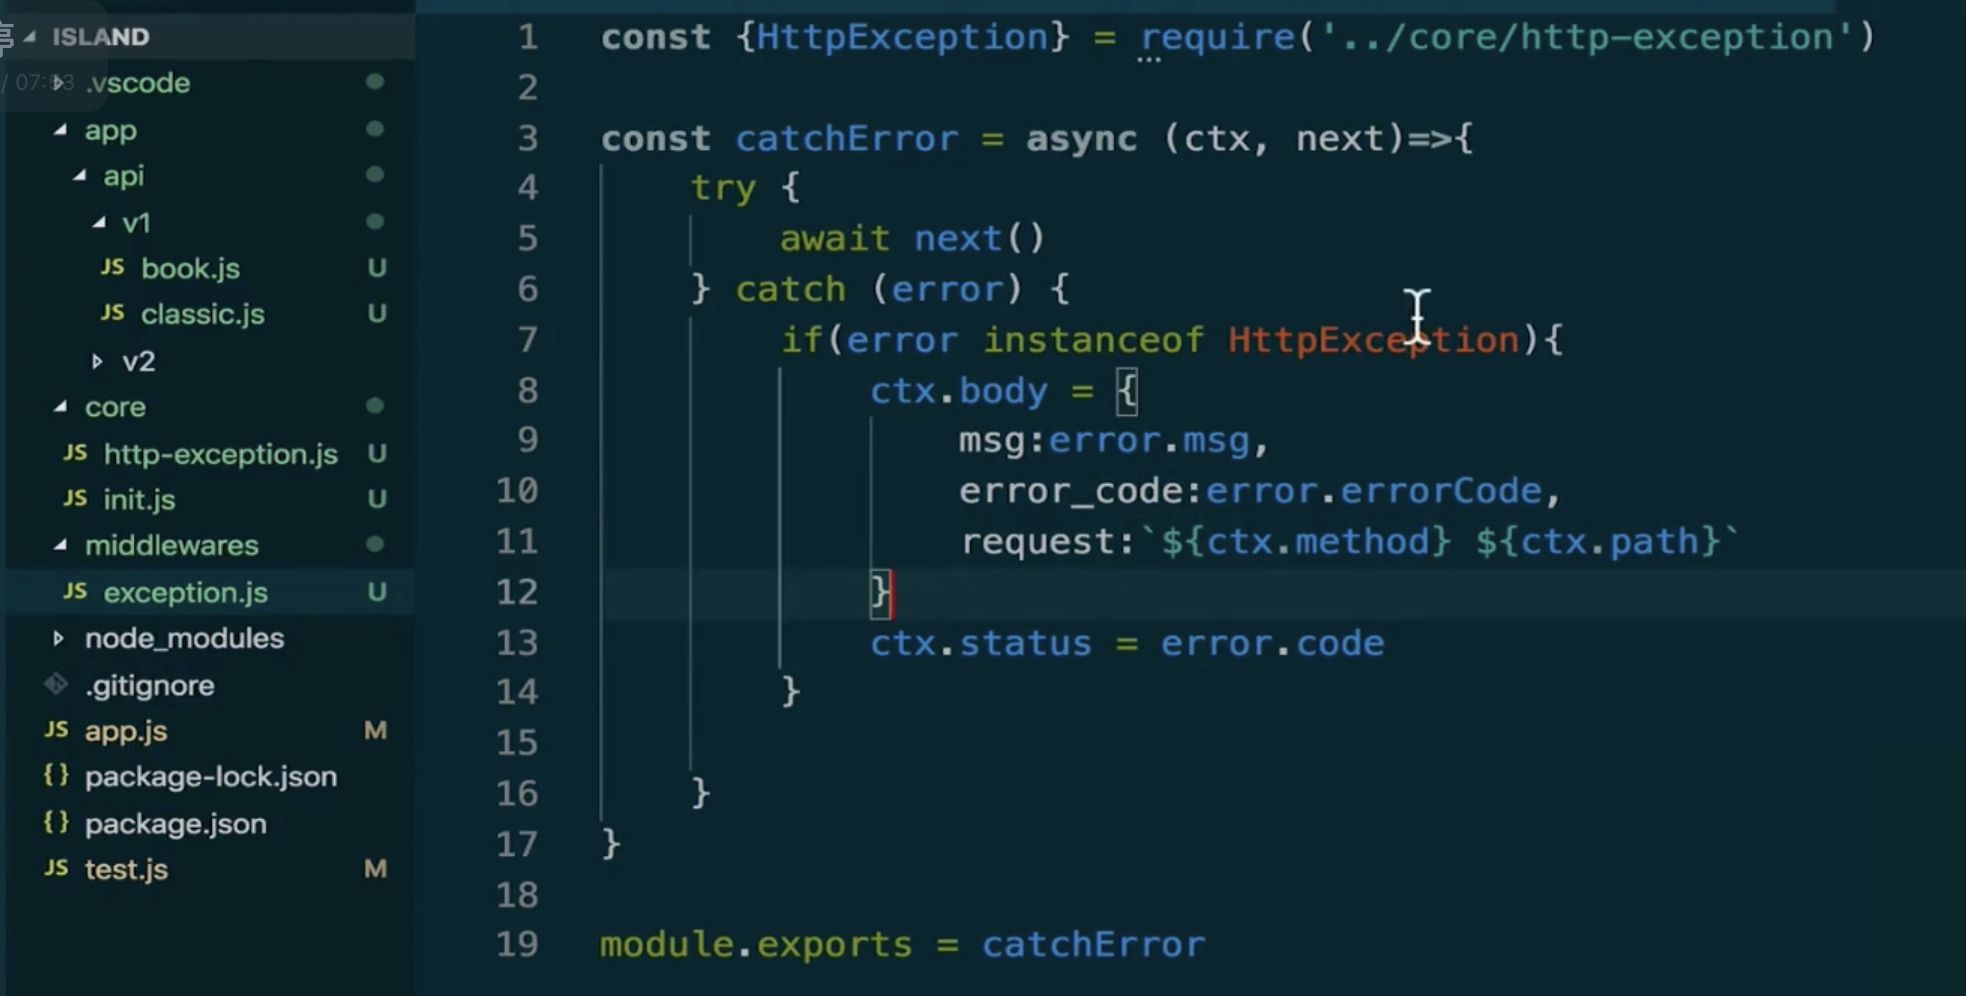 ISLAND
.vscode
app
api
v1
JS book.js U
JS classic.js U
v2
core
JS http-exception.js U
JS init.js U
middlewares
JS exception.js U
node_modules
.gitignore
JS app.js M
{} package-lock.json
{} package.json
JS test.js M
/ 07:53
1 const {HttpException} = require('../core/http-exception')
2
3 const catchError = async (ctx, next)=>{
4 try {
5 await next()
6 } catch (error) {
7 if(error instanceof HttpException){
8 ctx.body = {
9 msg:error.msg,
10 error_code:error.errorCode,
11 request:`${ctx.method} ${ctx.path}`
12 }
13 ctx.status = error.code
14 }
15
16 }
17 }
18
19 module.exports = catchError